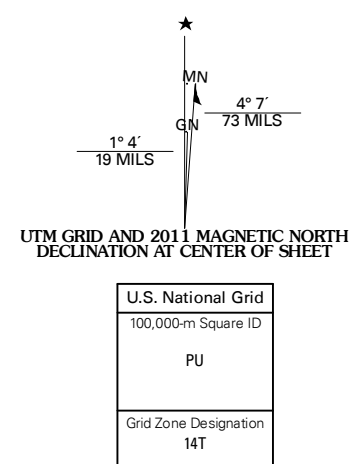 MN
GN
4° 7´
73 MILS
1° 4´
19 MILS
UTM GRID AND 2011 MAGNETIC NORTH
DECLINATION AT CENTER OF SHEET
U.S. National Grid
100,000-m Square ID
PU
Grid Zone Designation
14T